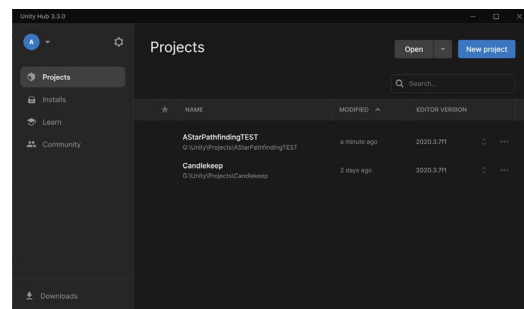 Unity Hub 3.3.0
A
Projects
Open
New project
Projects
Installs
Learn
Community
Search...
NAME
MODIFIED
EDITOR VERSION
AStarPathfindingTEST
G:\Unity\Projects\AStarPathfindingTEST
a minute ago
2020.3.7f1
Candlekeep
G:\Unity\Projects\Candlekeep
2 days ago
2020.3.7f1
Downloads